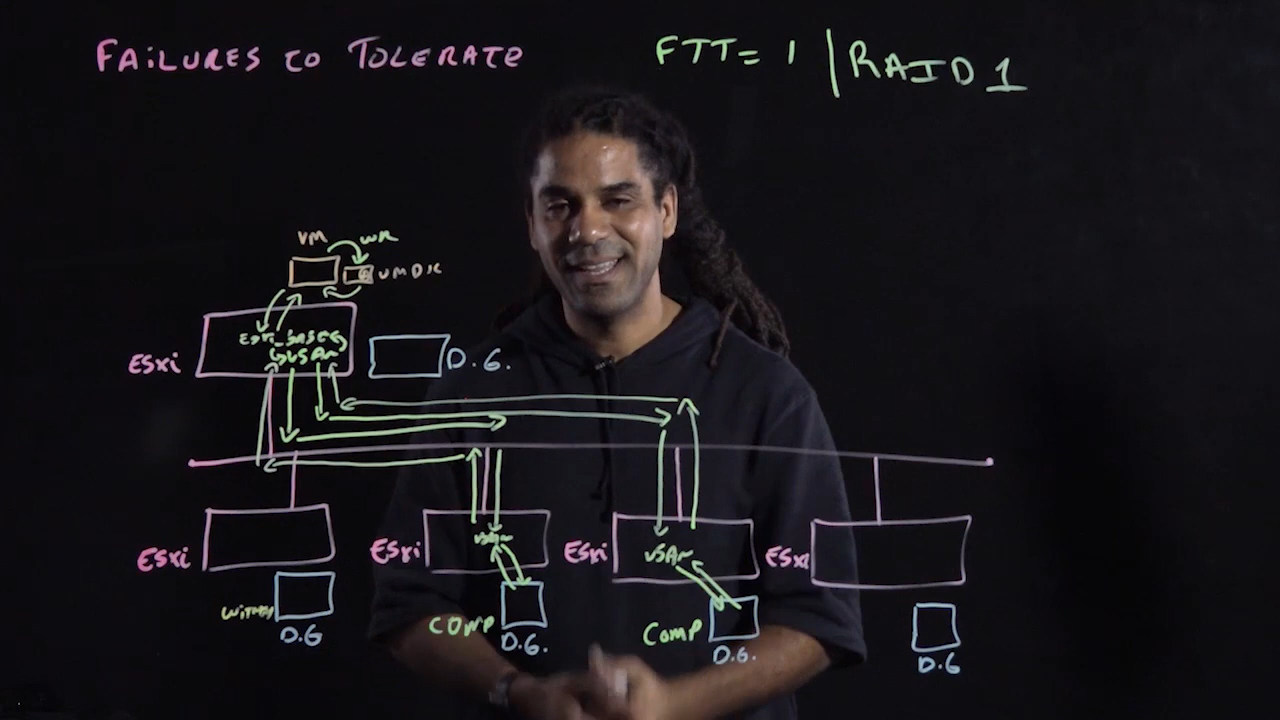 FAILURES TO TOLERATE
FTT = 1 | RAID 1
VM
WR
VMDK
ESXi
VSAN
D.G.
ESXi
ESXi
VSAN
ESXi
VSAN
ESXi
D.G
COMP
D.G.
COMP
D.G.
D.G